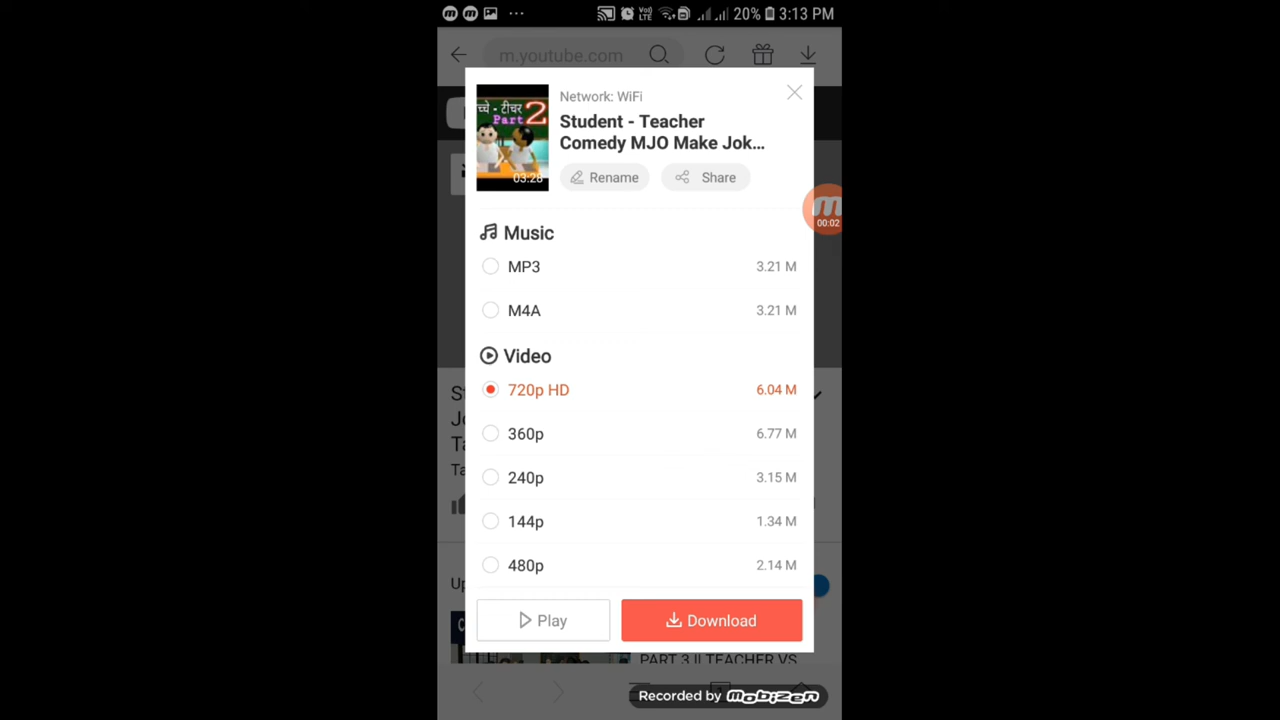 20% 3:13 PM
m.youtube.com
Network: WiFi
Student - Teacher
Comedy MJO Make Jok...
च्चे - टीचर
Part 2
03:28
Rename
Share
00:02
Music
MP3 3.21 M
M4A 3.21 M
Video
720p HD 6.04 M
360p 6.77 M
240p 3.15 M
144p 1.34 M
480p 2.14 M
Play
Download
PART 3 || TEACHER VS
Recorded by Mobizen